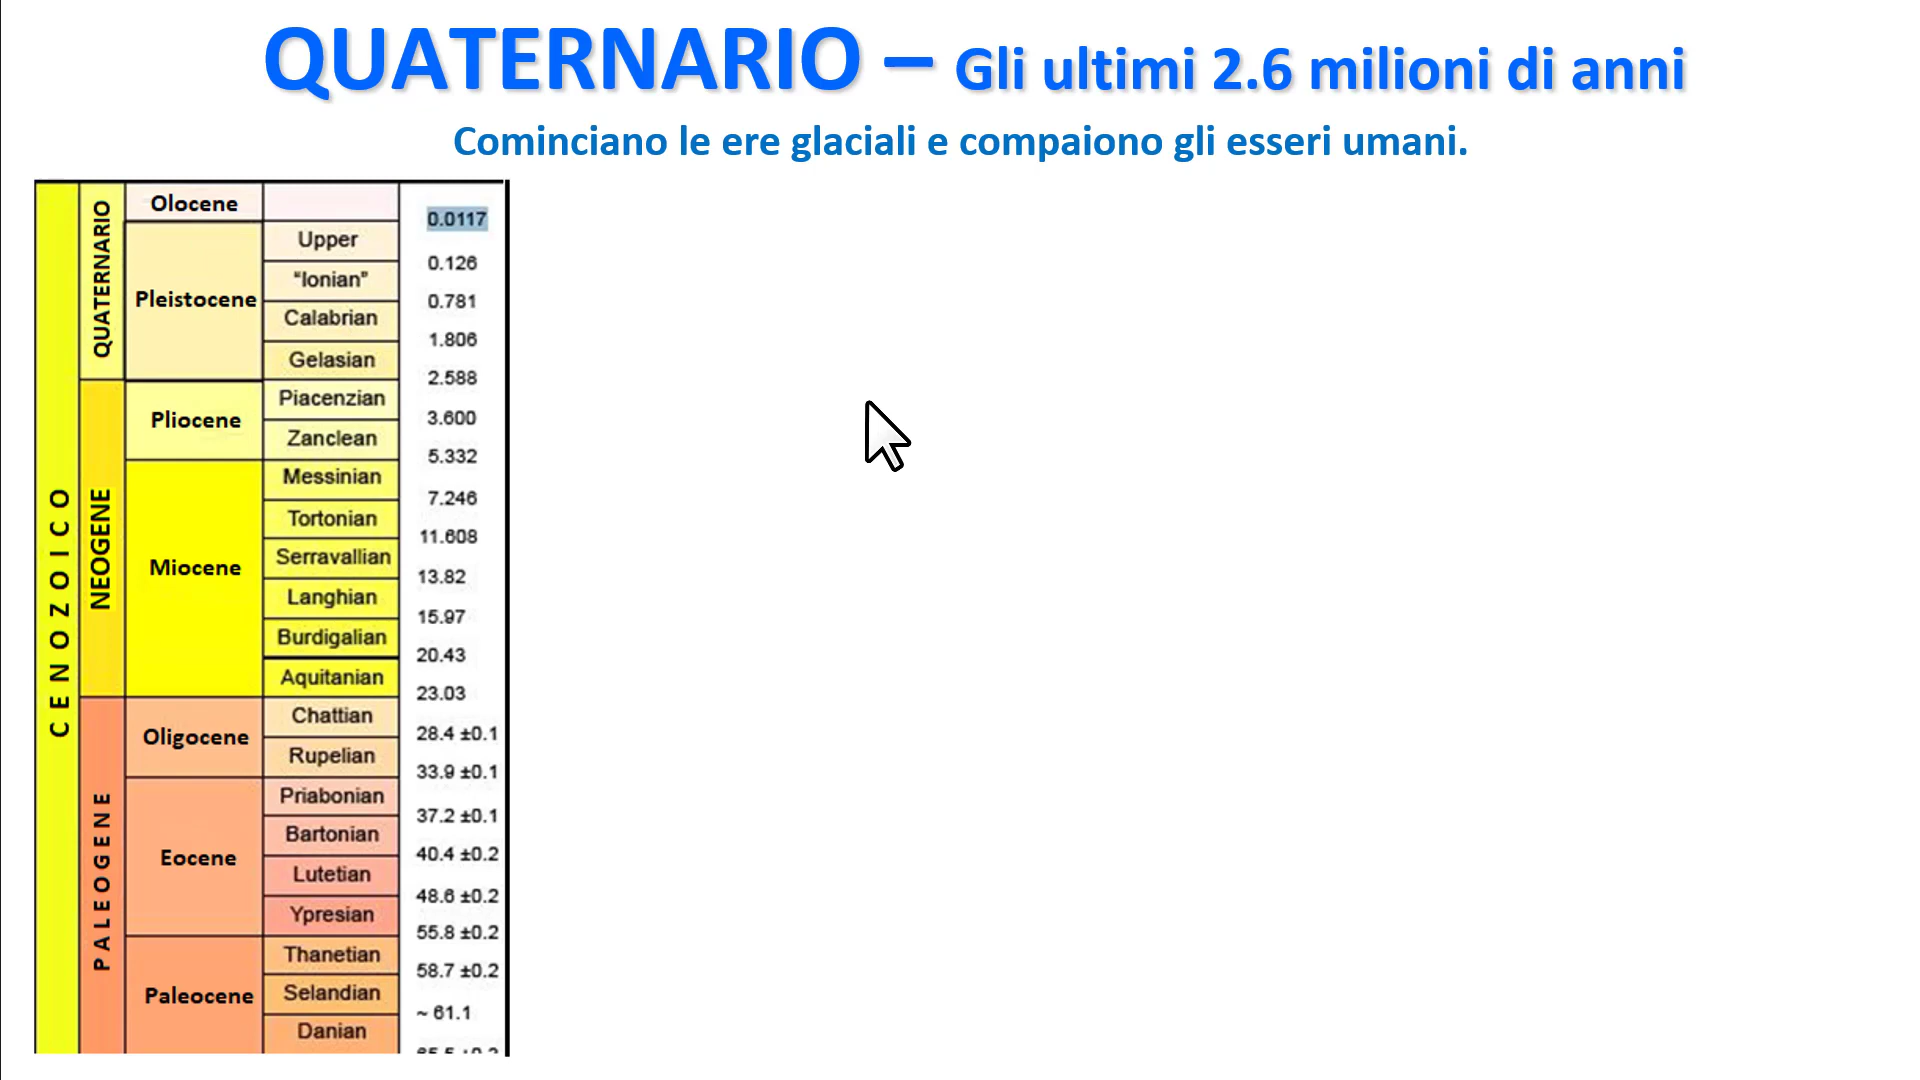 QUATERNARIO – Gli ultimi 2.6 milioni di anni
Cominciano le ere glaciali e compaiono gli esseri umani.
CENOZOICO
QUATERNARIO
Olocene
0.0117
Pleistocene
Upper
0.126
“Ionian”
0.781
Calabrian
1.806
Gelasian
2.588
NEOGENE
Pliocene
Piacenzian
3.600
Zanclean
5.332
Miocene
Messinian
7.246
Tortonian
11.608
Serravallian
13.82
Langhian
15.97
Burdigalian
20.43
Aquitanian
23.03
PALEOGENE
Oligocene
Chattian
28.4 ±0.1
Rupelian
33.9 ±0.1
Eocene
Priabonian
37.2 ±0.1
Bartonian
40.4 ±0.2
Lutetian
48.6 ±0.2
Ypresian
55.8 ±0.2
Paleocene
Thanetian
58.7 ±0.2
Selandian
~ 61.1
Danian